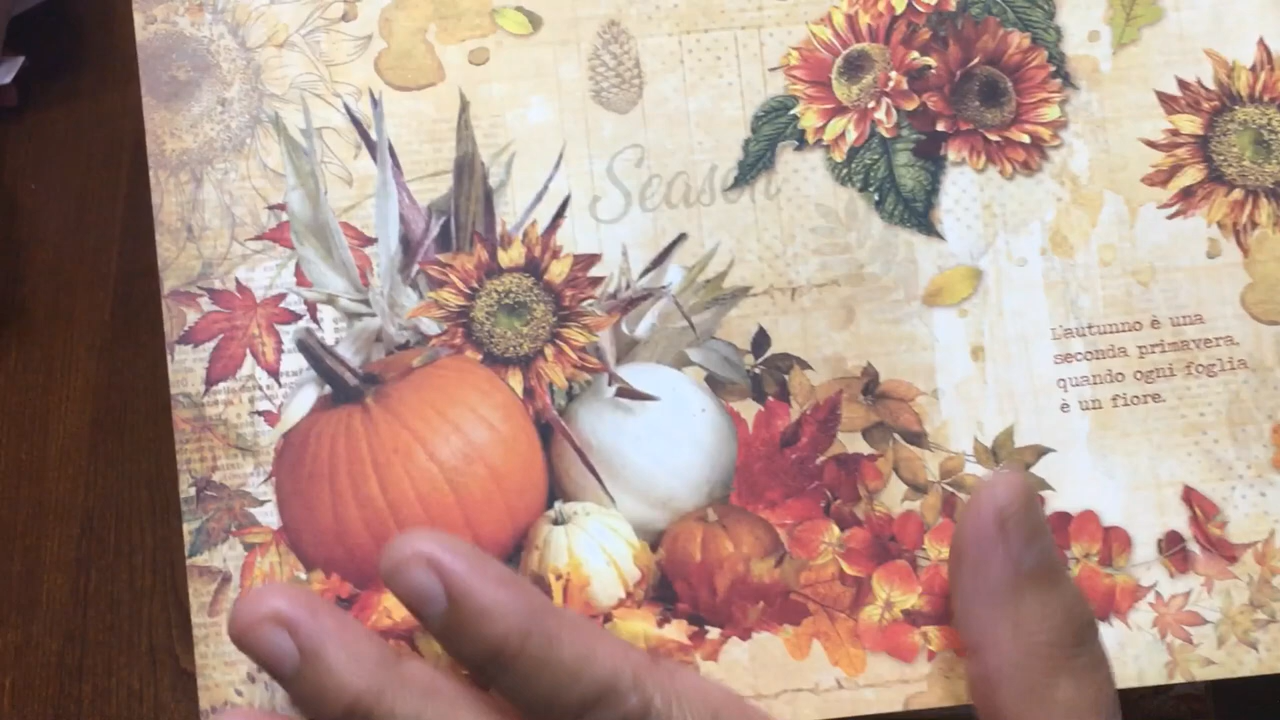 Season
L'autunno è una
seconda primavera,
quando ogni foglia
è un fiore.